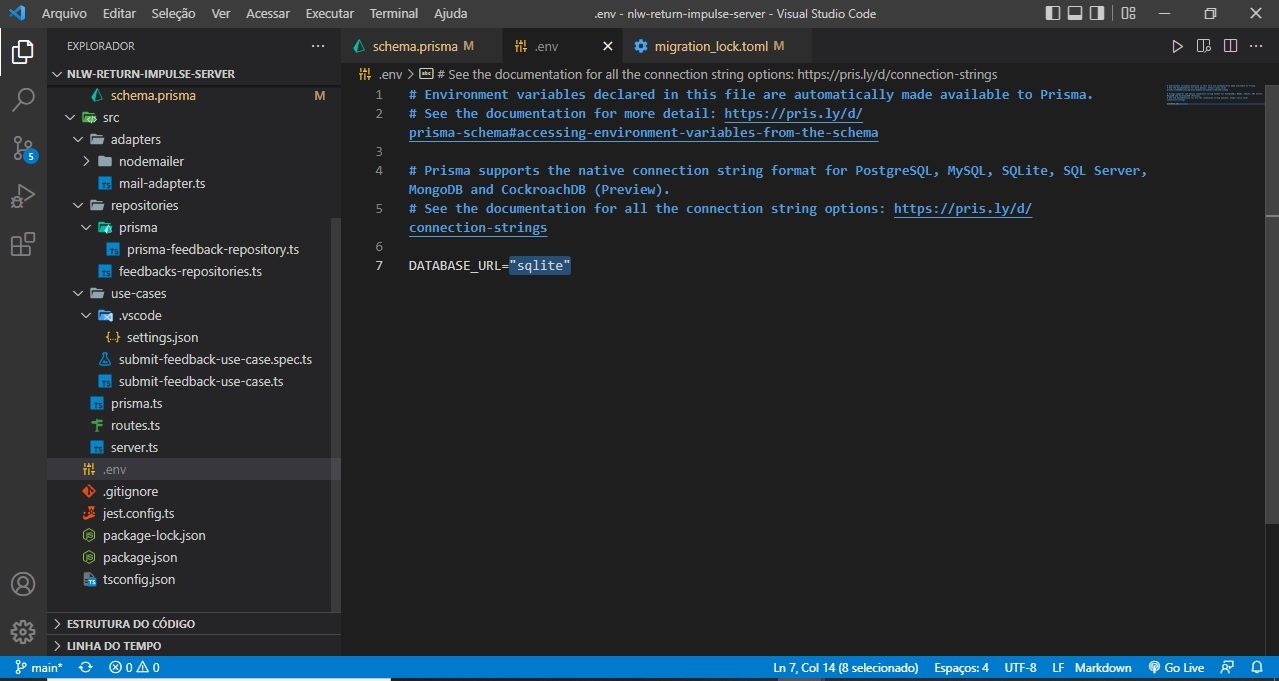 Arquivo Editar Seleção Ver Acessar Executar Terminal Ajuda
.env - nlw-return-impulse-server - Visual Studio Code
EXPLORADOR
NLW-RETURN-IMPULSE-SERVER
schema.prisma M
src
adapters
nodemailer
mail-adapter.ts
repositories
prisma
prisma-feedback-repository.ts
feedbacks-repositories.ts
use-cases
.vscode
settings.json
submit-feedback-use-case.spec.ts
submit-feedback-use-case.ts
prisma.ts
routes.ts
server.ts
.env
.gitignore
jest.config.ts
package-lock.json
package.json
tsconfig.json
ESTRUTURA DO CÓDIGO
LINHA DO TEMPO
5
schema.prisma M .env migration_lock.toml M
.env > # See the documentation for all the connection string options: https://pris.ly/d/connection-strings
1 # Environment variables declared in this file are automatically made available to Prisma.
2 # See the documentation for more detail: https://pris.ly/d/
prisma-schema#accessing-environment-variables-from-the-schema
3
4 # Prisma supports the native connection string format for PostgreSQL, MySQL, SQLite, SQL Server,
MongoDB and CockroachDB (Preview).
5 # See the documentation for all the connection string options: https://pris.ly/d/
connection-strings
6
7 DATABASE_URL="sqlite"
main* 0 0 Ln 7, Col 14 (8 selecionado) Espaços: 4 UTF-8 LF Markdown Go Live